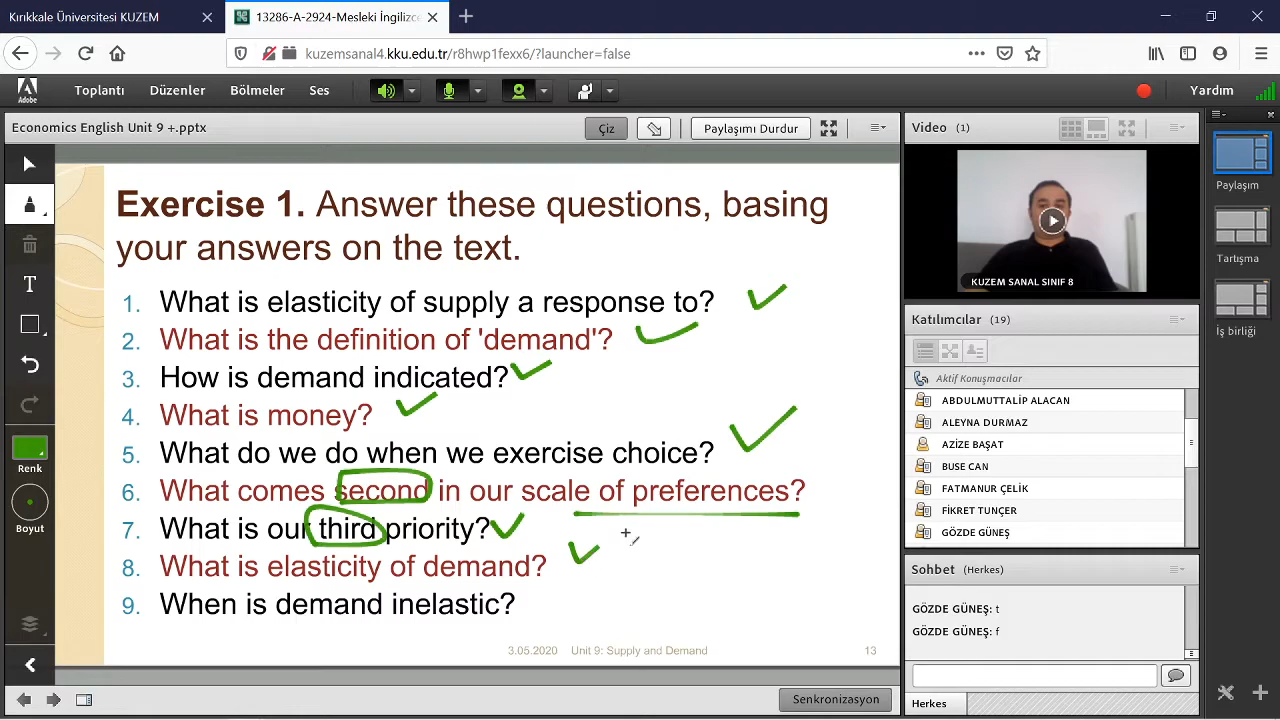 Kırıkkale Üniversitesi KUZEM
13286-A-2924-Mesleki İngilizce
kuzemsanal4.kku.edu.tr/r8hwp1fexx6/?launcher=false
Adobe
Toplantı Düzenler Bölmeler Ses Yardım
Economics English Unit 9 +.pptx
Çiz Paylaşımı Durdur
Renk
Boyut
Exercise 1. Answer these questions, basing
your answers on the text.
1. What is elasticity of supply a response to?
2. What is the definition of 'demand'?
3. How is demand indicated?
4. What is money?
5. What do we do when we exercise choice?
6. What comes second in our scale of preferences?
7. What is our third priority?
8. What is elasticity of demand?
9. When is demand inelastic?
3.05.2020 Unit 9: Supply and Demand 13
Senkronizasyon
Video (1)
KUZEM SANAL SINIF 8
Katılımcılar (19)
Aktif Konuşmacılar
ABDULMUTTALİP ALACAN
ALEYNA DURMAZ
AZİZE BAŞAT
BUSE CAN
FATMANUR ÇELİK
FİKRET TUNÇER
GÖZDE GÜNEŞ
Sohbet (Herkes)
GÖZDE GÜNEŞ: t
GÖZDE GÜNEŞ: f
Herkes
Paylaşım
Tartışma
İş birliği